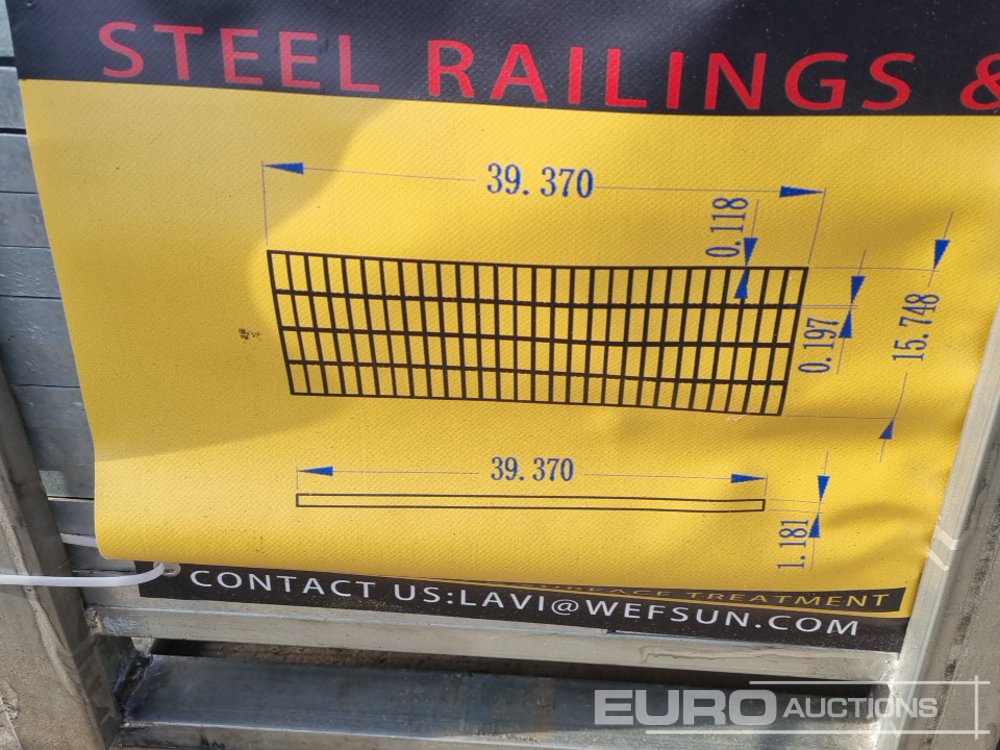 STEEL RAILINGS &
39.370
0.118
0.197
15.748
39.370
1.181
TREATMENT
CONTACT US:LAVI@WEFSUN.COM
EURO AUCTIONS